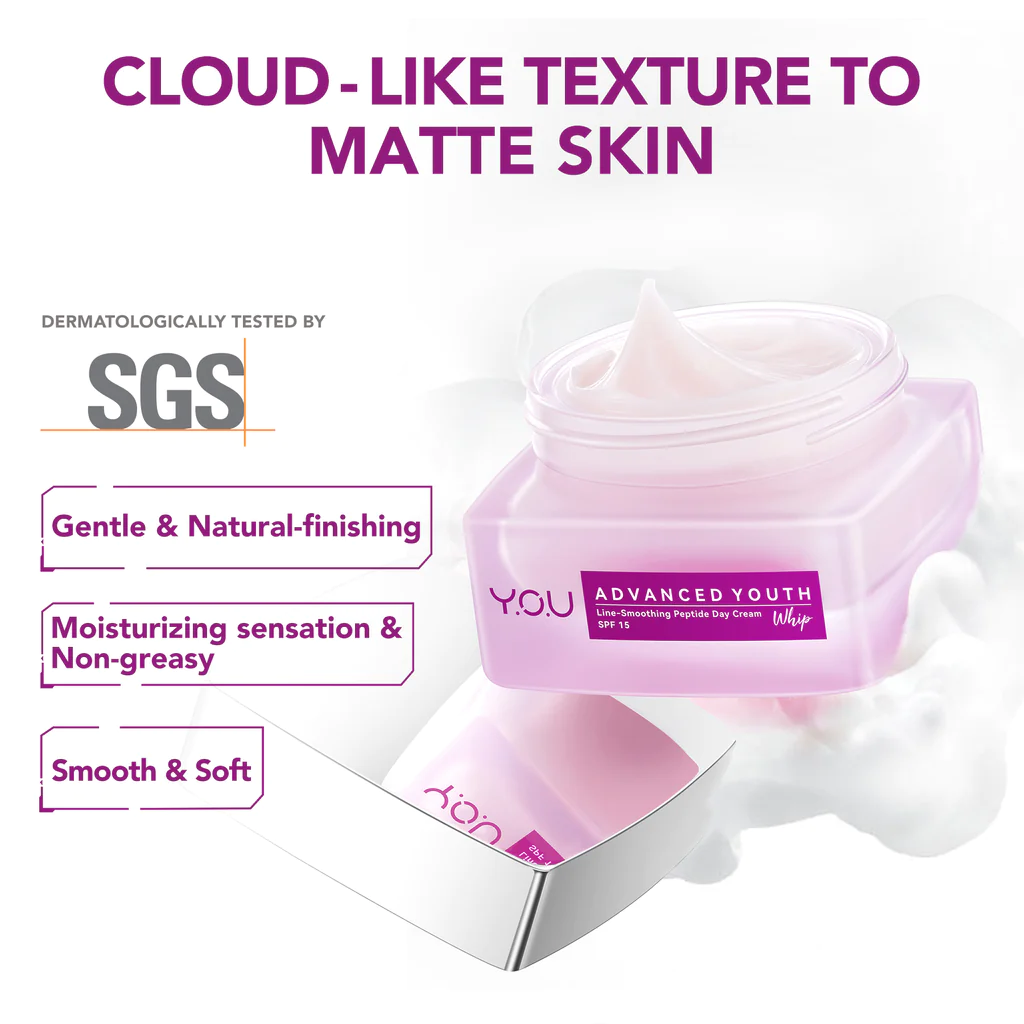 CLOUD-LIKE TEXTURE TO
MATTE SKIN
DERMATOLOGICALLY TESTED BY
SGS
Gentle & Natural-finishing
Moisturizing sensation &
Non-greasy
Smooth & Soft
Y.O.U
ADVANCED YOUTH
Line-Smoothing Peptide Day Cream
SPF 15
Whip
Y.O.U